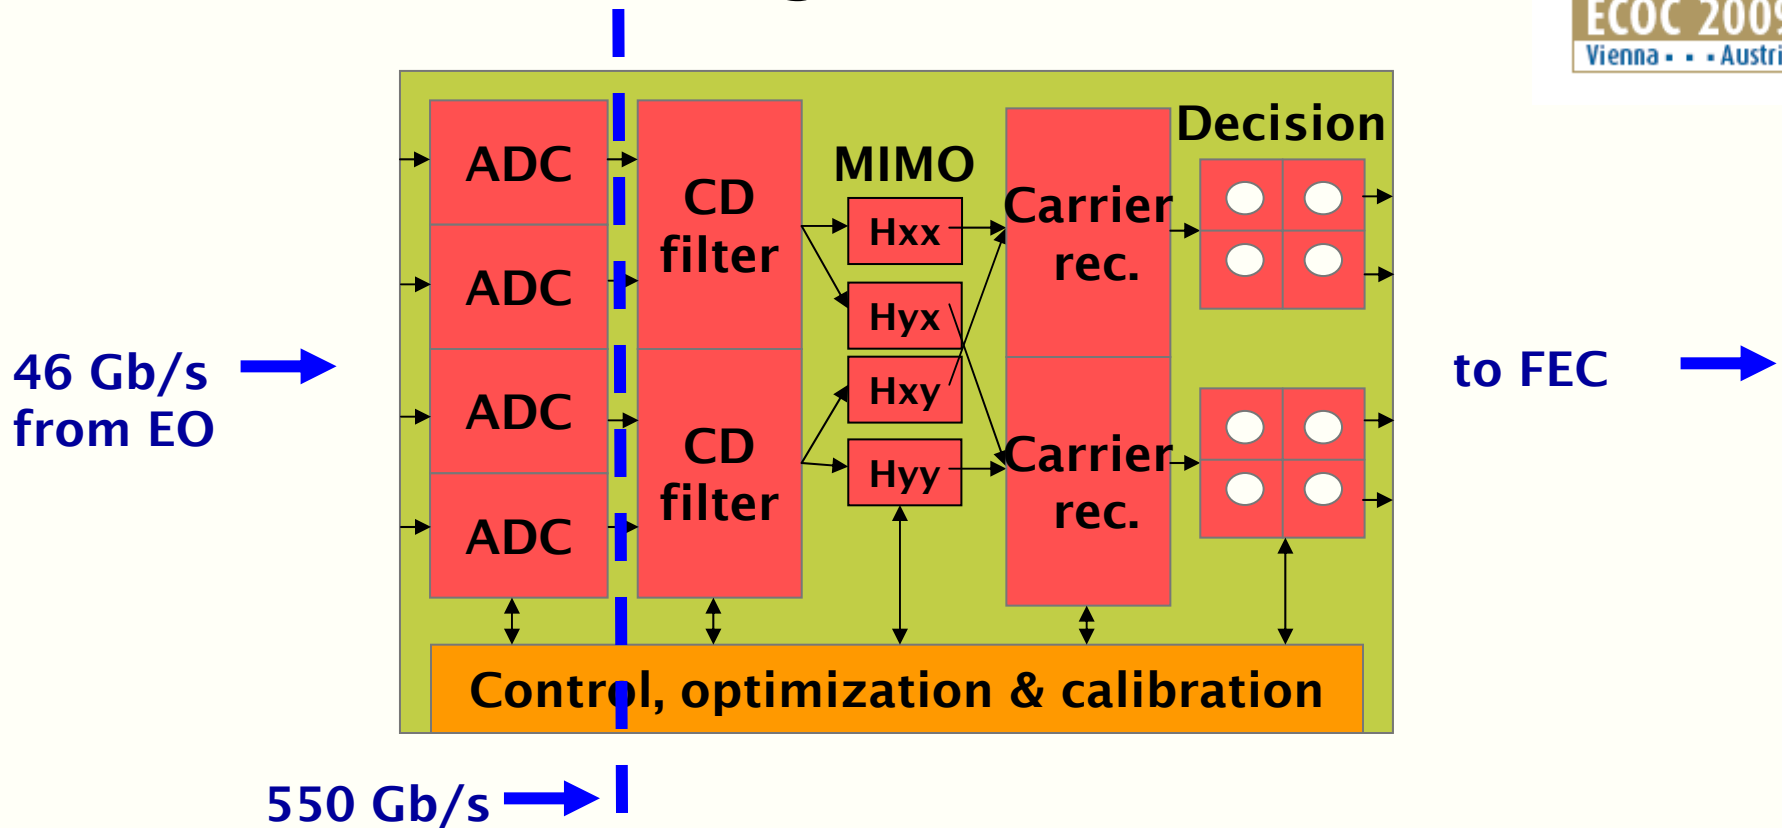 ECOC 2009
Vienna - - - Austri
Decision
ADC
MIMO
CD
filter
Carrier
rec.
Hxx
ADC
Hyx
46 Gb/s
from EO
to FEC
Hxy
ADC
CD
filter
Carrier
rec.
Hyy
ADC
Control, optimization & calibration
550 Gb/s